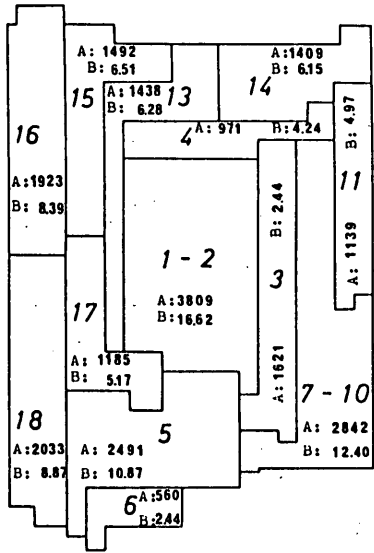 A: 1492
B: 6.51
15
A: 1438
B: 6.28
13
A: 1409
B: 6.15
14
16
A: 1923
B: 8.39
4
A: 971
B: 4.24
B: 4.97
11
A: 1139
1-2
A: 3809
B: 16.62
B: 2.44
3
A: 1621
17
A: 1185
B: 5.17
7-10
A: 2842
B: 12.40
18
A: 2033
B: 8.87
5
A: 2491
B: 10.87
6
A: 560
B: 2.44